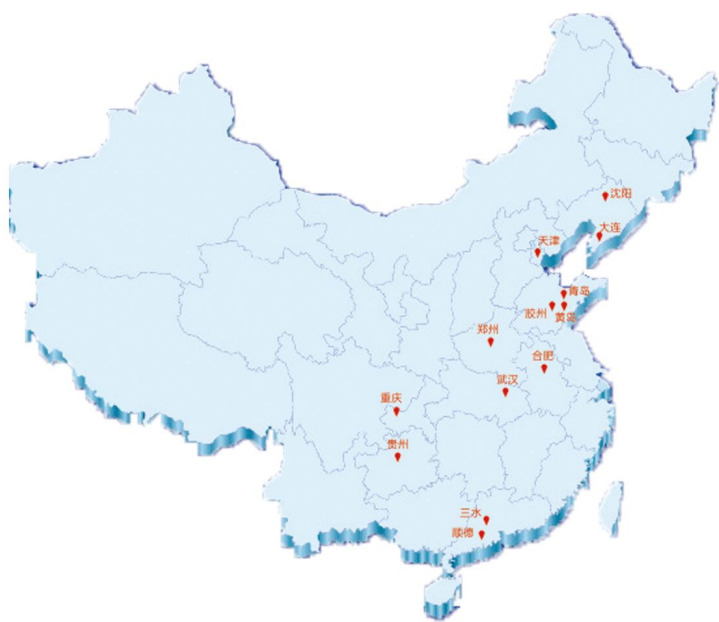 沈阳
大连
天津
青岛
胶州
黄岛
郑州
合肥
武汉
重庆
贵州
三水
顺德